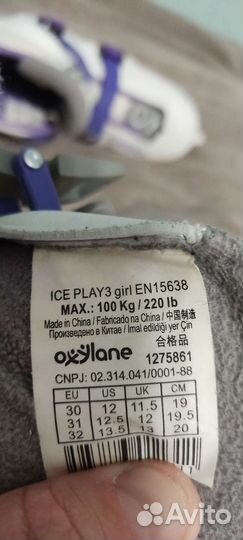 ICE PLAY3 girl EN15638
MAX.: 100 Kg / 220 lb
Made in China / Fabricado na China / 中国制造
Произведено в Китае / Imal edildiği yer Çin
合格品
oxylane 1275861
CNPJ: 02.314.041/0001-88
EU US UK CM
30 12 11.5 19
31 12.5 12 19.5
32 13.5 13 20
Avito